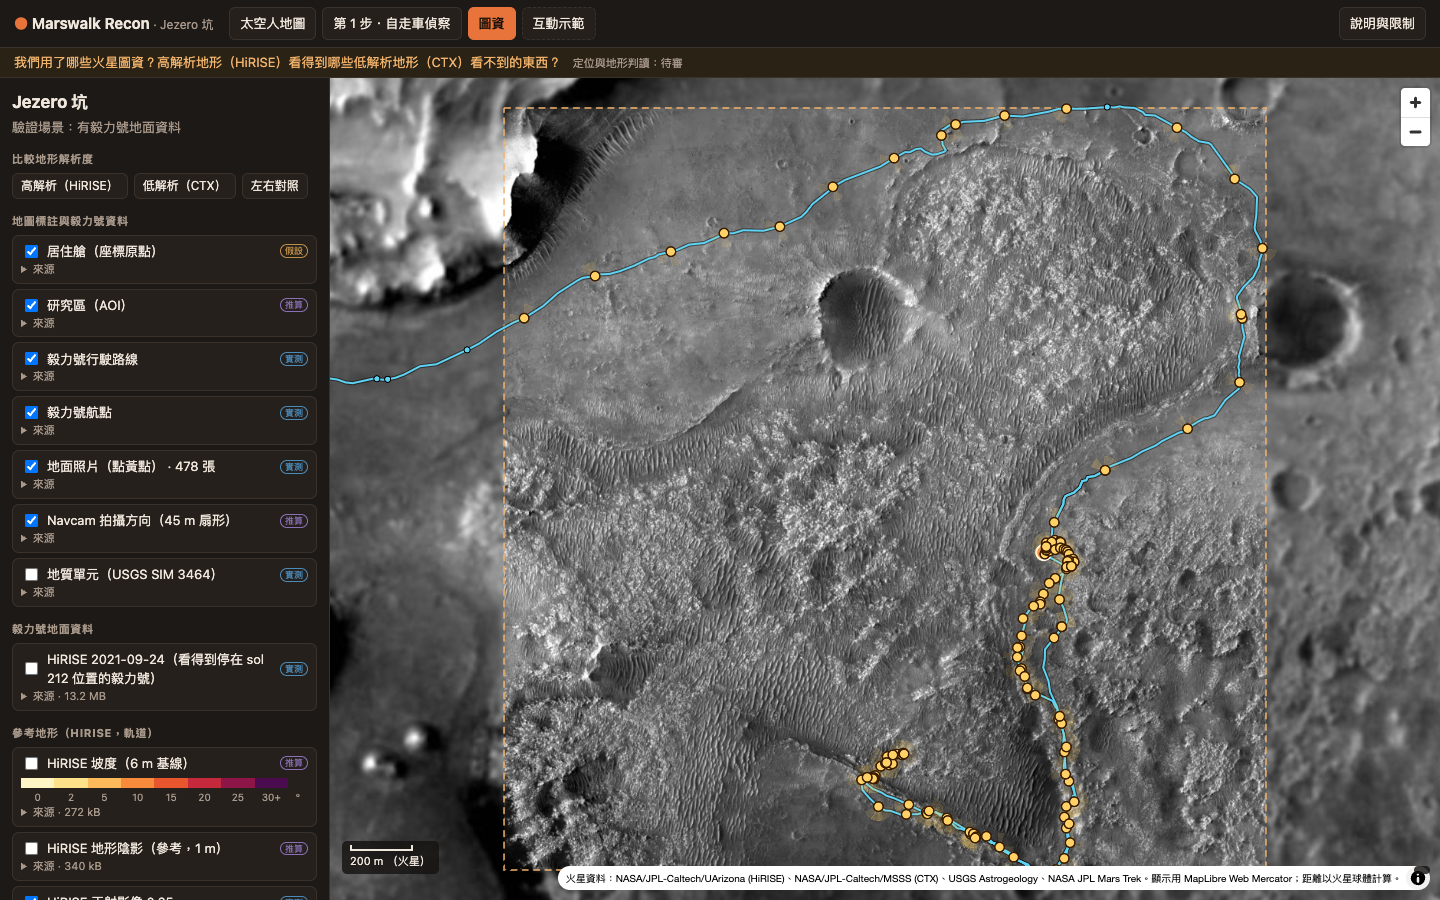 Marswalk Recon · Jezero 坑
太空人地圖
第 1 步・自走車偵察
圖資
互動示範
說明與限制
我們用了哪些火星圖資？高解析地形（HiRISE）看得到哪些低解析地形（CTX）看不到的東西？ 定位與地形判讀：待審
Jezero 坑
驗證場景：有毅力號地面資料
比較地形解析度
高解析（HiRISE） 低解析（CTX） 左右對照
地圖標註與毅力號資料
居住艙（座標原點） 假設
來源
研究區（AOI） 推算
來源
毅力號行駛路線 實測
來源
毅力號航點 實測
來源
地面照片（點黃點）・478 張 實測
來源
Navcam 拍攝方向（45 m 扇形） 推算
來源
地質單元（USGS SIM 3464） 實測
來源
毅力號地面資料
HiRISE 2021-09-24（看得到停在 sol
212 位置的毅力號） 實測
來源 · 13.2 MB
參考地形（HIRISE，軌道）
HiRISE 坡度（6 m 基線） 推算
0 2 5 10 15 20 25 30+ °
來源 · 272 kB
HiRISE 地形陰影（參考，1 m） 推算
來源 · 340 kB
200 m （火星）
火星資料：NASA/JPL-Caltech/UArizona (HiRISE)、NASA/JPL-Caltech/MSSS (CTX)、USGS Astrogeology、NASA JPL Mars Trek。顯示用 MapLibre Web Mercator；距離以火星球體計算。